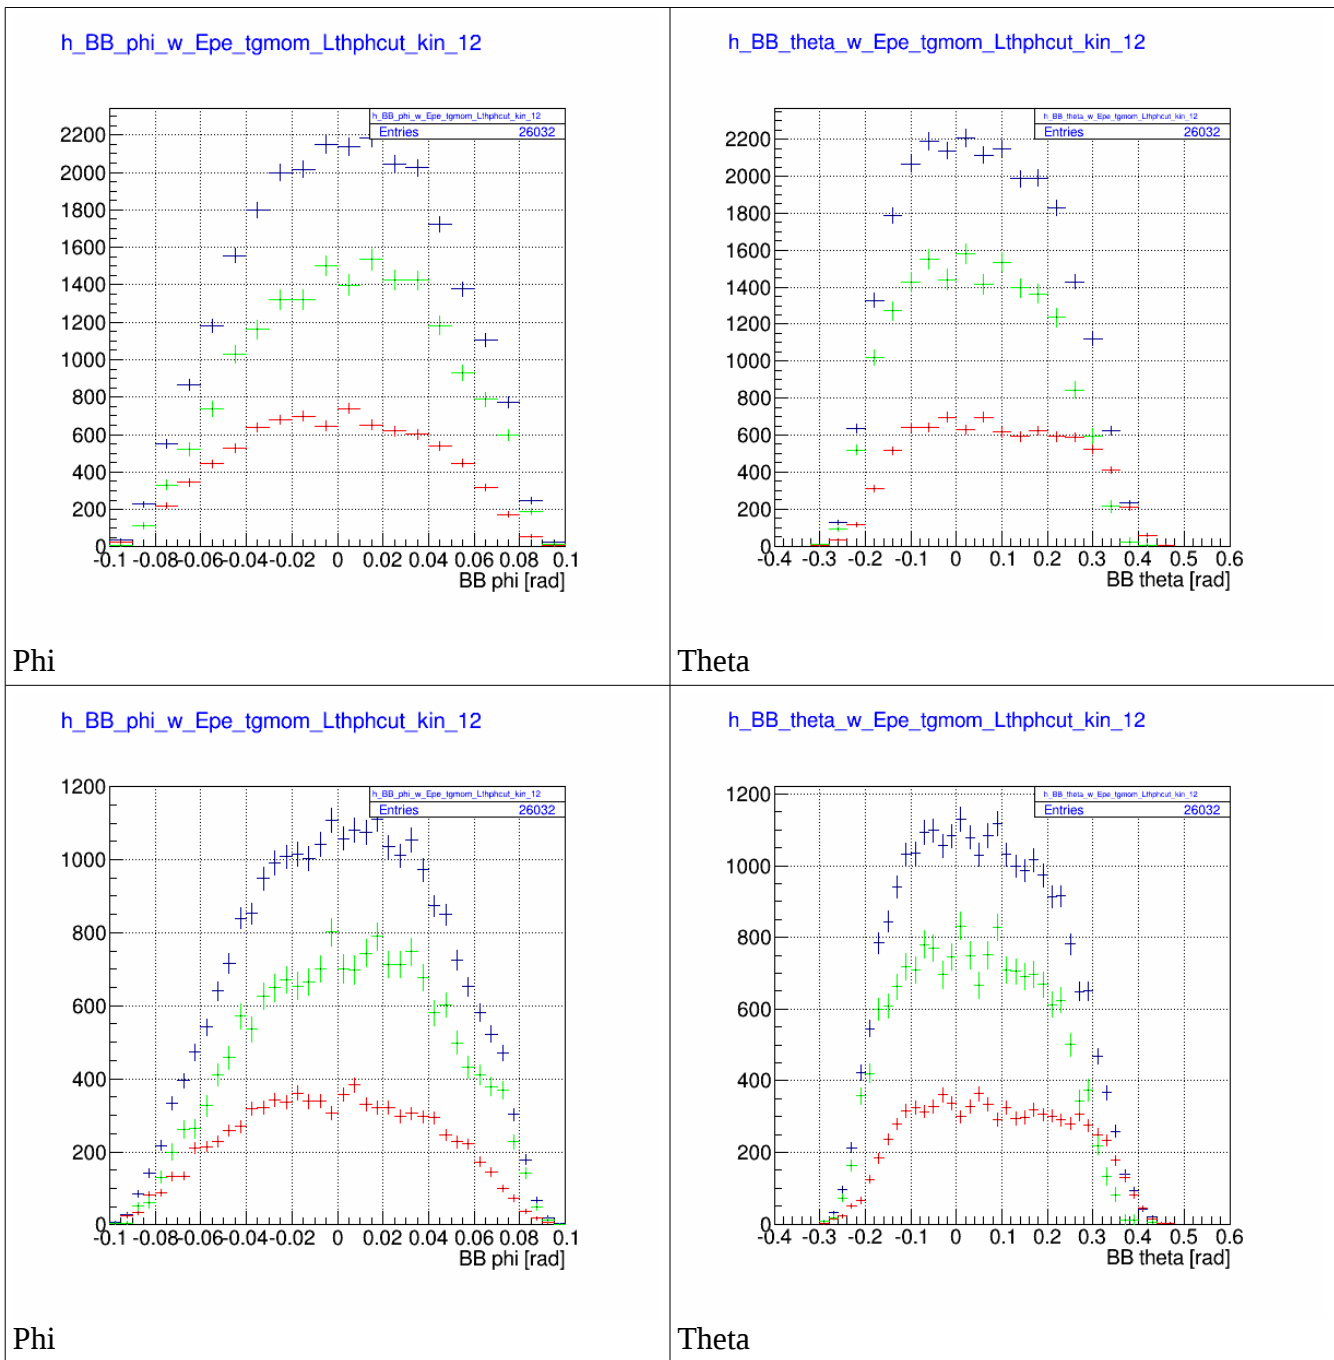 h_BB_phi_w_Epe_tgmom_Lthphcut_kin_12
h_BB_phi_w_Epe_tgmom_Lthphcut_kin_12
Entries 26032
2200
2000
1800
1600
1400
1200
1000
800
600
400
200
0
-0.1 -0.08 -0.06 -0.04 -0.02 0 0.02 0.04 0.06 0.08 0.1
BB phi [rad]
Phi
h_BB_theta_w_Epe_tgmom_Lthphcut_kin_12
h_BB_theta_w_Epe_tgmom_Lthphcut_kin_12
Entries 26032
2200
2000
1800
1600
1400
1200
1000
800
600
400
200
0
-0.4 -0.3 -0.2 -0.1 0 0.1 0.2 0.3 0.4 0.5 0.6
BB theta [rad]
Theta
h_BB_phi_w_Epe_tgmom_Lthphcut_kin_12
h_BB_phi_w_Epe_tgmom_Lthphcut_kin_12
Entries 26032
1200
1000
800
600
400
200
0
-0.1 -0.08 -0.06 -0.04 -0.02 0 0.02 0.04 0.06 0.08 0.1
BB phi [rad]
Phi
h_BB_theta_w_Epe_tgmom_Lthphcut_kin_12
h_BB_theta_w_Epe_tgmom_Lthphcut_kin_12
Entries 26032
1200
1000
800
600
400
200
0
-0.4 -0.3 -0.2 -0.1 0 0.1 0.2 0.3 0.4 0.5 0.6
BB theta [rad]
Theta